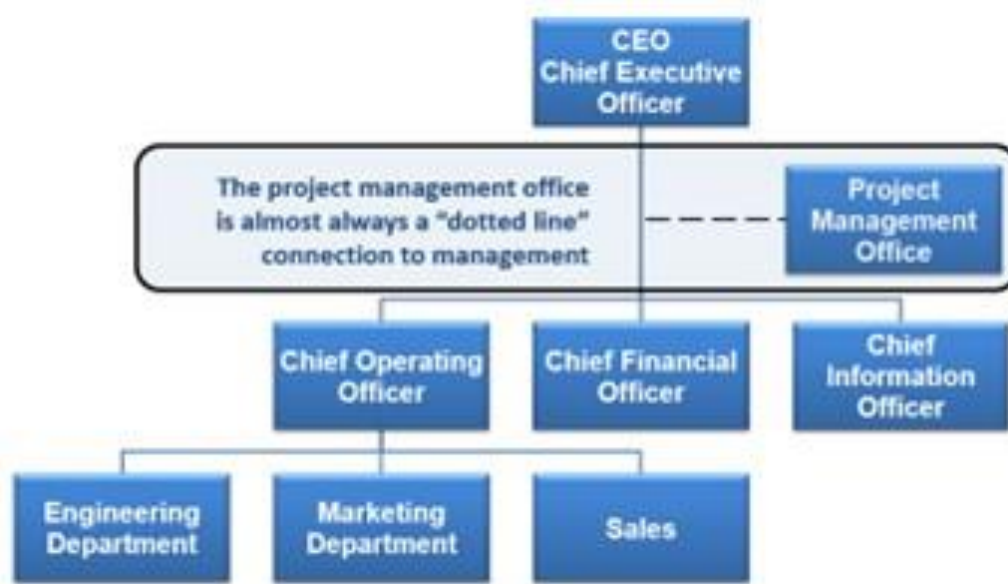 CEO
Chief Executive
Officer
The project management office
is almost always a “dotted line”
connection to management
Project
Management
Office
Chief Operating
Officer
Chief Financial
Officer
Chief
Information
Officer
Engineering
Department
Marketing
Department
Sales